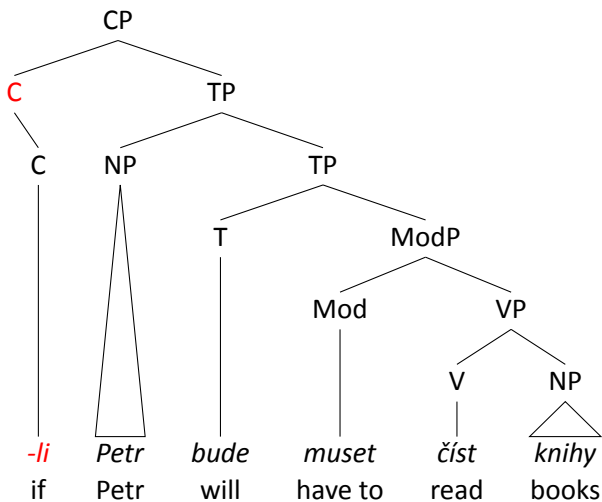 CP
C TP
C NP TP
T ModP
Mod VP
V NP
-li Petr bude muset číst knihy
if Petr will have to read books